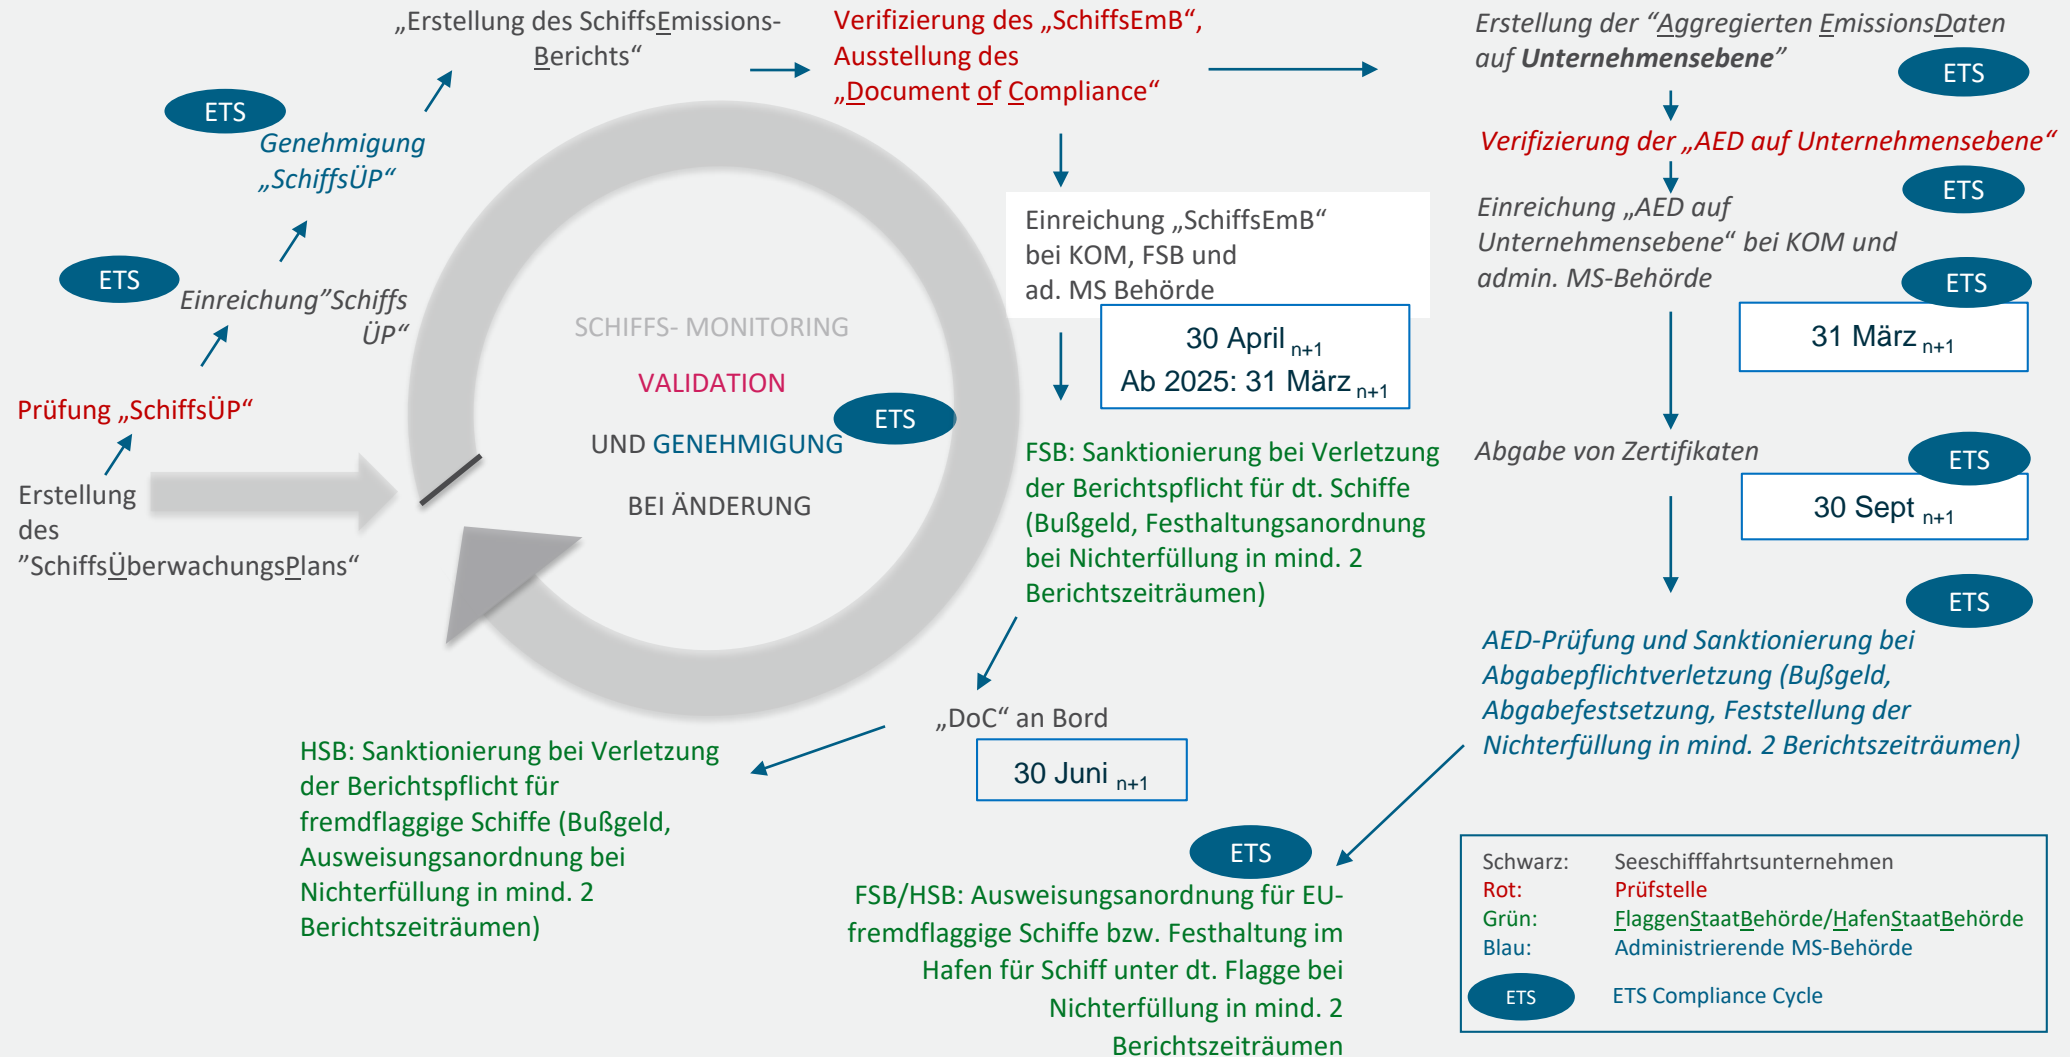 „Erstellung des SchiffsEmissions-
Berichts“
Verifizierung des „SchiffsEmB“,
Ausstellung des
„Document of Compliance“
Erstellung der “Aggregierten EmissionsDaten
auf Unternehmensebene”
ETS
Verifizierung der „AED auf Unternehmensebene“
ETS
Einreichung „AED auf
Unternehmensebene“ bei KOM und
admin. MS-Behörde
ETS
31 März n+1
Abgabe von Zertifikaten
ETS
30 Sept n+1
ETS
AED-Prüfung und Sanktionierung bei
Abgabepflichtverletzung (Bußgeld,
Abgabefestsetzung, Feststellung der
Nichterfüllung in mind. 2 Berichtszeiträumen)
ETS
Genehmigung
„SchiffsÜP“
ETS
Einreichung”Schiffs
ÜP“
Prüfung „SchiffsÜP“
Erstellung
des
”SchiffsÜberwachungsPlans“
SCHIFFS- MONITORING
VALIDATION
UND GENEHMIGUNG
ETS
BEI ÄNDERUNG
Einreichung „SchiffsEmB“
bei KOM, FSB und
ad. MS Behörde
30 April n+1
Ab 2025: 31 März n+1
FSB: Sanktionierung bei Verletzung
der Berichtspflicht für dt. Schiffe
(Bußgeld, Festhaltungsanordnung
bei Nichterfüllung in mind. 2
Berichtszeiträumen)
„DoC“ an Bord
30 Juni n+1
HSB: Sanktionierung bei Verletzung
der Berichtspflicht für
fremdflaggige Schiffe (Bußgeld,
Ausweisungsanordnung bei
Nichterfüllung in mind. 2
Berichtszeiträumen)
ETS
FSB/HSB: Ausweisungsanordnung für EU-
fremdflaggige Schiffe bzw. Festhaltung im
Hafen für Schiff unter dt. Flagge bei
Nichterfüllung in mind. 2
Berichtszeiträumen
Schwarz: Seeschifffahrtsunternehmen
Rot: Prüfstelle
Grün: FlaggenStaatBehörde/HafenStaatBehörde
Blau: Administrierende MS-Behörde
ETS ETS Compliance Cycle